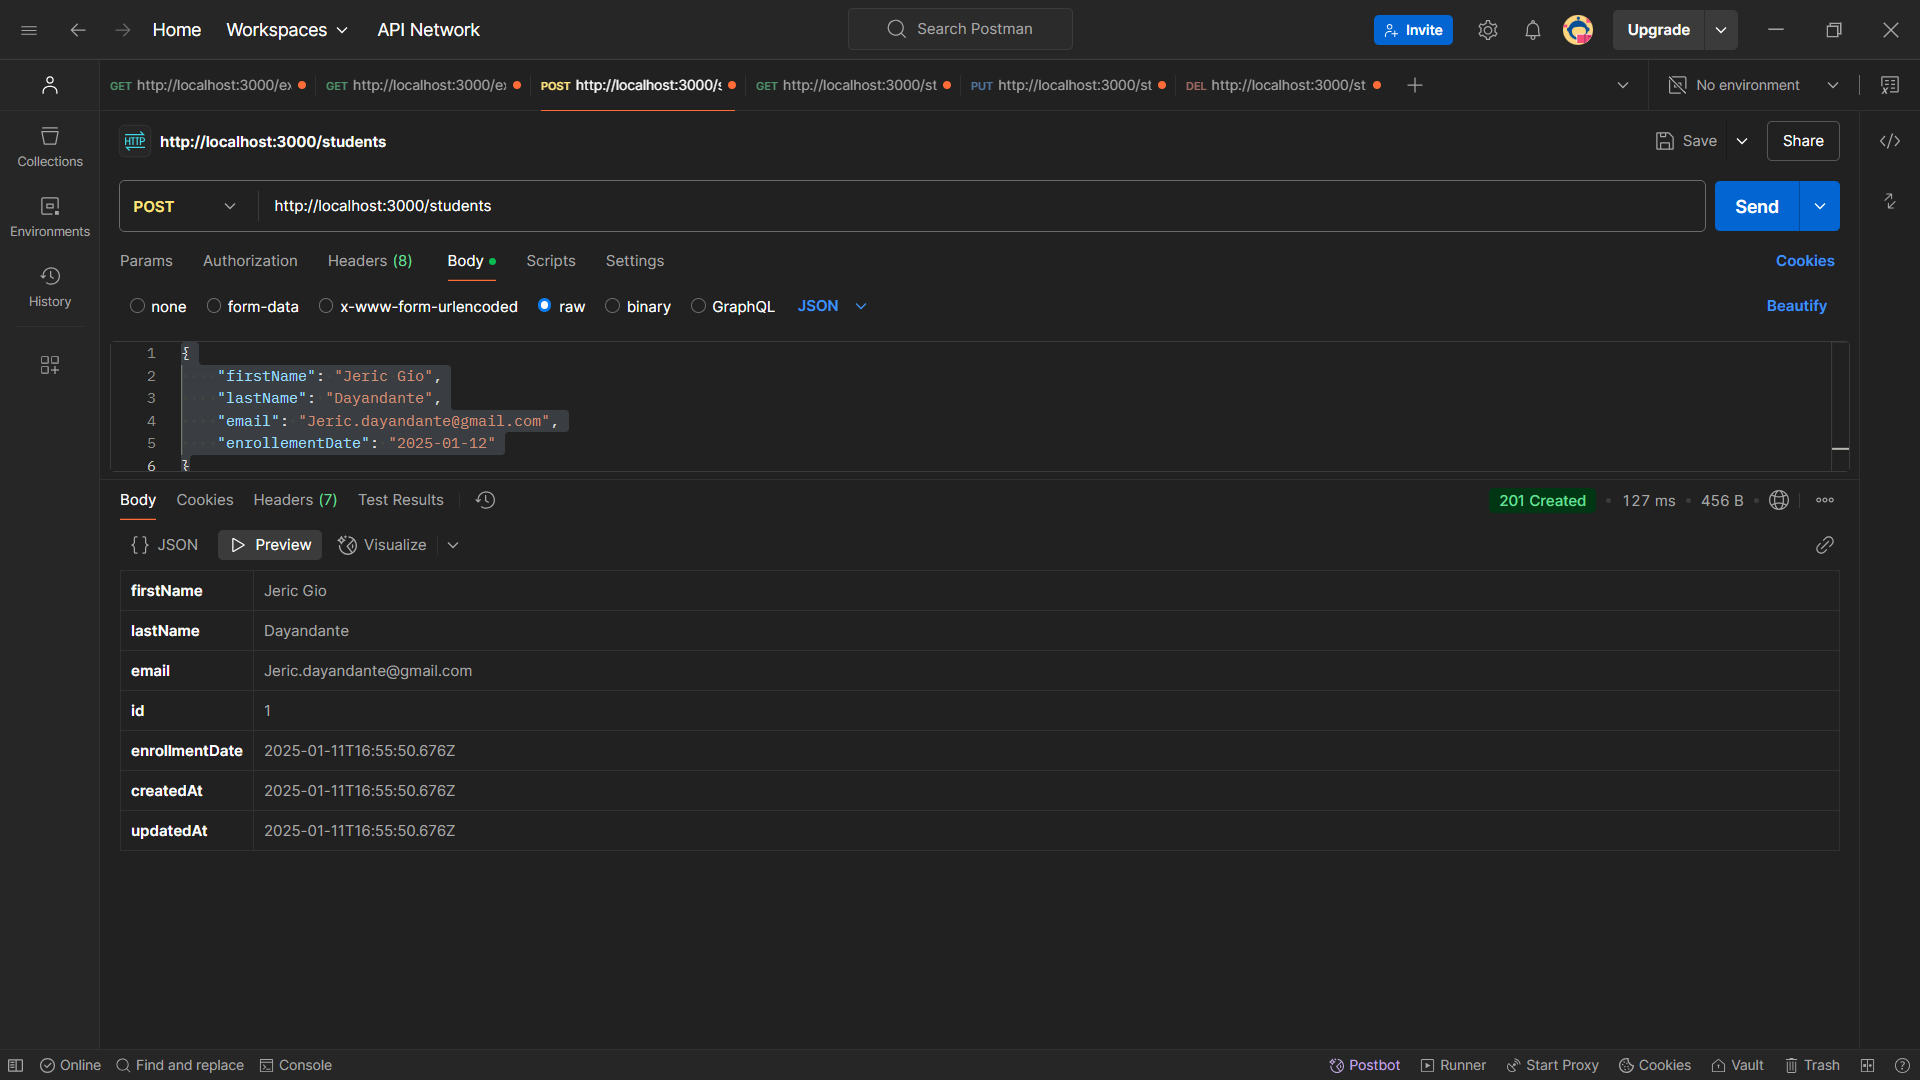 Home Workspaces API Network Search Postman Invite Upgrade
GET http://localhost:3000/ex GET http://localhost:3000/ex POST http://localhost:3000/s GET http://localhost:3000/st PUT http://localhost:3000/st DEL http://localhost:3000/st No environment
HTTP http://localhost:3000/students Save Share
Collections
Environments
History
POST http://localhost:3000/students Send
Params Authorization Headers (8) Body Scripts Settings Cookies
none form-data x-www-form-urlencoded raw binary GraphQL JSON Beautify
1 {
2 "firstName": "Jeric Gio",
3 "lastName": "Dayandante",
4 "email": "Jeric.dayandante@gmail.com",
5 "enrollementDate": "2025-01-12"
6 }
Body Cookies Headers (7) Test Results 201 Created 127 ms 456 B
{} JSON Preview Visualize
firstName Jeric Gio
lastName Dayandante
email Jeric.dayandante@gmail.com
id 1
enrollmentDate 2025-01-11T16:55:50.676Z
createdAt 2025-01-11T16:55:50.676Z
updatedAt 2025-01-11T16:55:50.676Z
Online Find and replace Console Postbot Runner Start Proxy Cookies Vault Trash